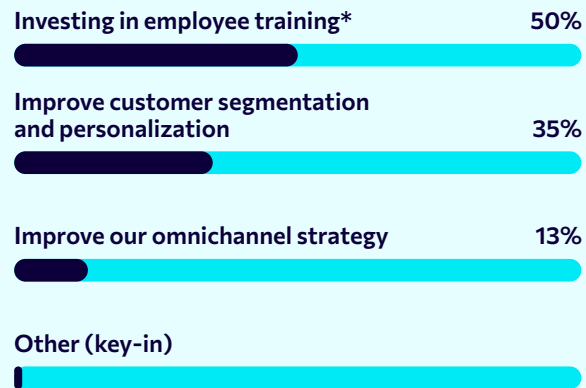 Investing in employee training* 50%
Improve customer segmentation
and personalization 35%
Improve our omnichannel strategy 13%
Other (key-in)